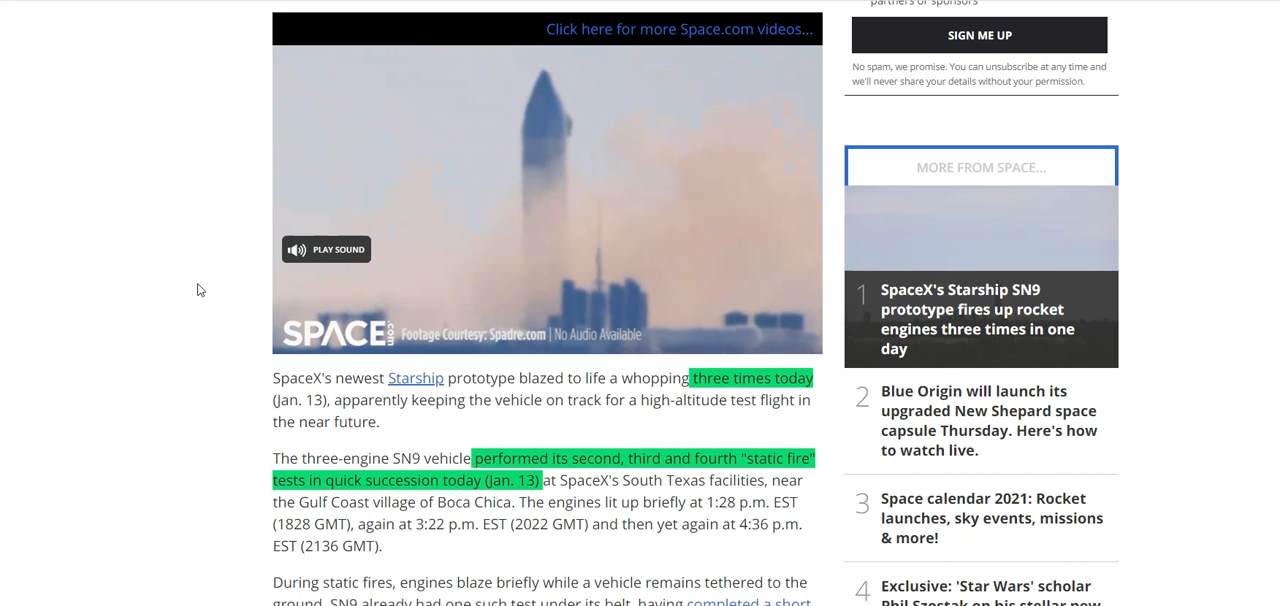 partners or sponsors
Click here for more Space.com videos...
SIGN ME UP
No spam, we promise. You can unsubscribe at any time and
we'll never share your details without your permission.
MORE FROM SPACE...
PLAY SOUND
SPACE.com Footage Courtesy: Spadre.com | No Audio Available
1 SpaceX's Starship SN9
prototype fires up rocket
engines three times in one
day
SpaceX's newest Starship prototype blazed to life a whopping three times today
(Jan. 13), apparently keeping the vehicle on track for a high-altitude test flight in
the near future.
The three-engine SN9 vehicle performed its second, third and fourth "static fire"
tests in quick succession today (Jan. 13) at SpaceX's South Texas facilities, near
the Gulf Coast village of Boca Chica. The engines lit up briefly at 1:28 p.m. EST
(1828 GMT), again at 3:22 p.m. EST (2022 GMT) and then yet again at 4:36 p.m.
EST (2136 GMT).
During static fires, engines blaze briefly while a vehicle remains tethered to the
ground. SN9 already had one such test under its belt, having completed a short
2 Blue Origin will launch its
upgraded New Shepard space
capsule Thursday. Here's how
to watch live.
3 Space calendar 2021: Rocket
launches, sky events, missions
& more!
4 Exclusive: 'Star Wars' scholar
Phil Szostak on his stellar new